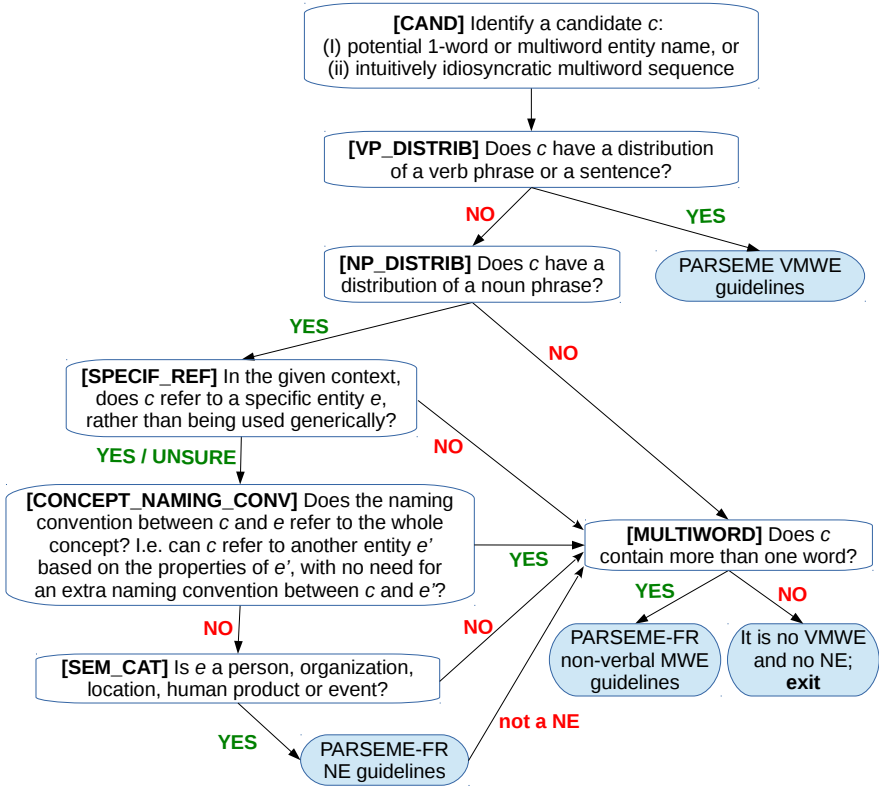 [CAND] Identify a candidate c:
(I) potential 1-word or multiword entity name, or
(ii) intuitively idiosyncratic multiword sequence
[VP_DISTRIB] Does c have a distribution
of a verb phrase or a sentence?
NO
YES
[NP_DISTRIB] Does c have a
distribution of a noun phrase?
PARSEME VMWE
guidelines
YES
NO
[SPECIF_REF] In the given context,
does c refer to a specific entity e,
rather than being used generically?
NO
YES / UNSURE
[CONCEPT_NAMING_CONV] Does the naming
convention between c and e refer to the whole
concept? I.e. can c refer to another entity e'
based on the properties of e', with no need for
an extra naming convention between c and e'?
YES
[MULTIWORD] Does c
contain more than one word?
NO
NO
YES
NO
[SEM_CAT] Is e a person, organization,
location, human product or event?
PARSEME-FR
non-verbal MWE
guidelines
It is no VMWE
and no NE;
exit
YES
not a NE
PARSEME-FR
NE guidelines